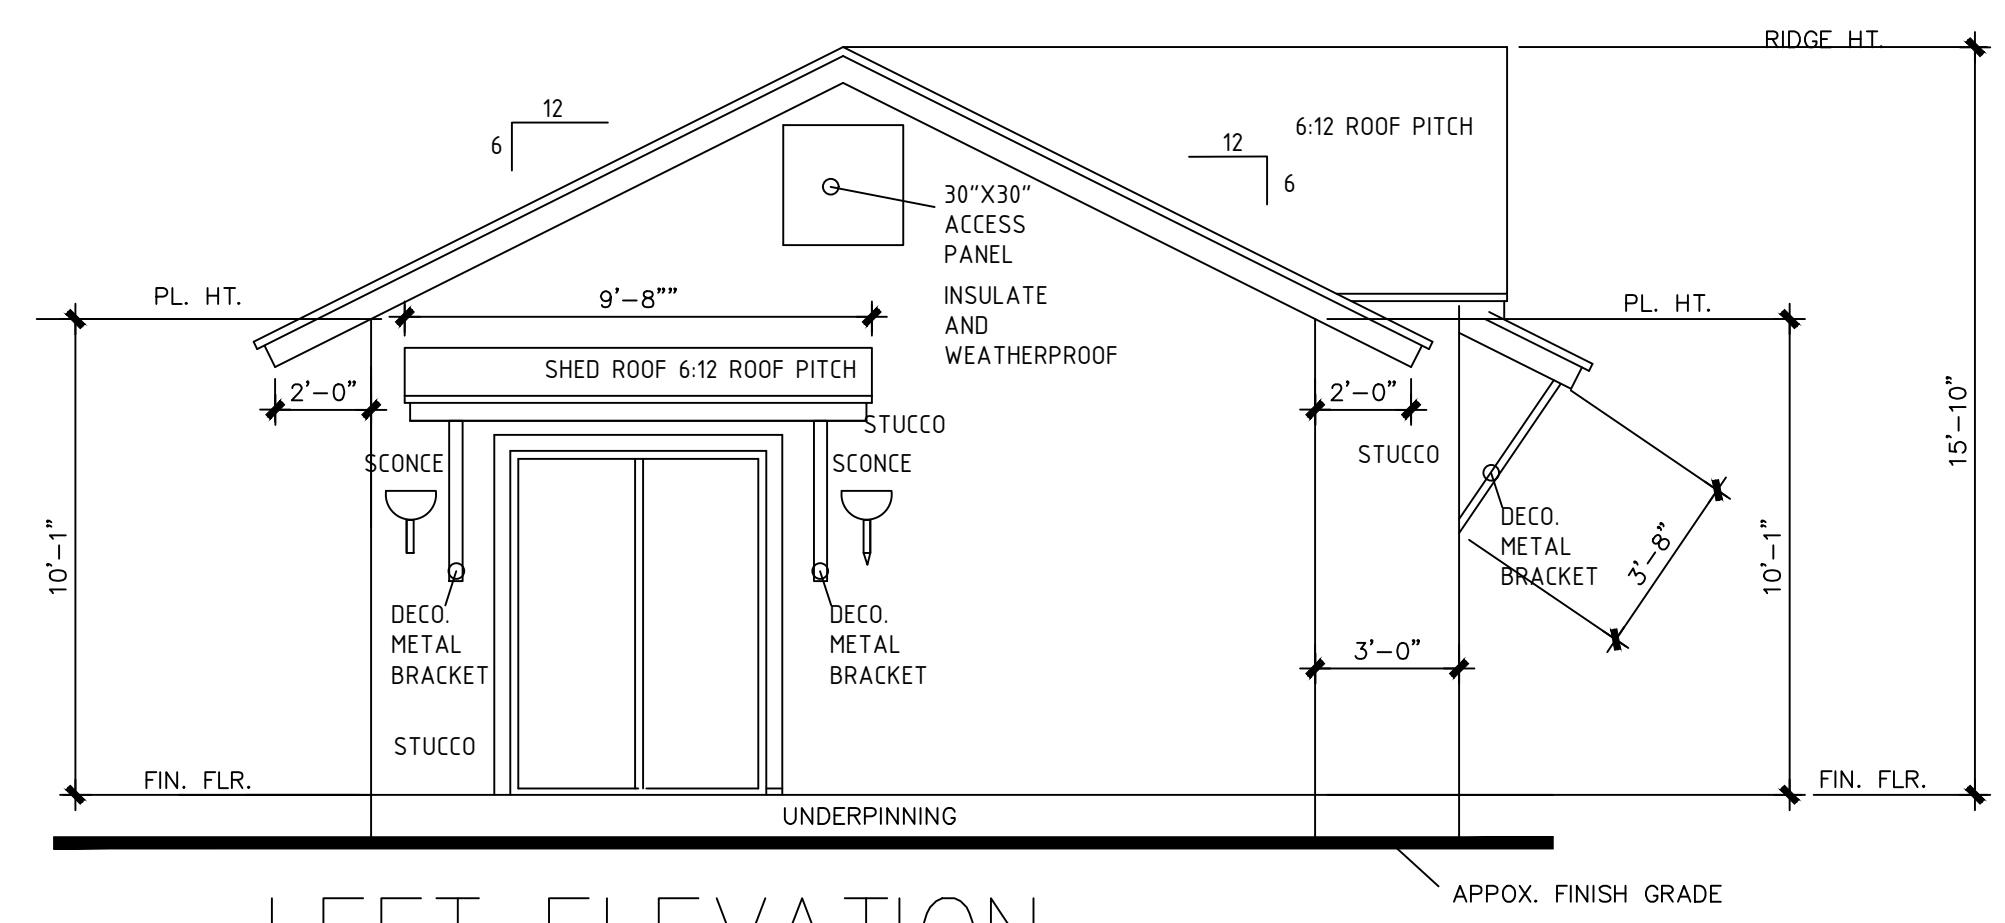 RIDGE HT.
12
6
6:12 ROOF PITCH
12
6
30"X30"
ACCESS
PANEL
INSULATE
AND
WEATHERPROOF
PL. HT.
9'-8""
PL. HT.
SHED ROOF 6:12 ROOF PITCH
2'-0"
2'-0"
15'-10"
STUCCO
STUCCO
SCONCE
SCONCE
10'-1"
DECO.
METAL
BRACKET
3'-8"
10'-1"
DECO.
METAL
BRACKET
DECO.
METAL
BRACKET
3'-0"
STUCCO
FIN. FLR.
FIN. FLR.
UNDERPINNING
APPOX. FINISH GRADE
LEFT ELEVATION